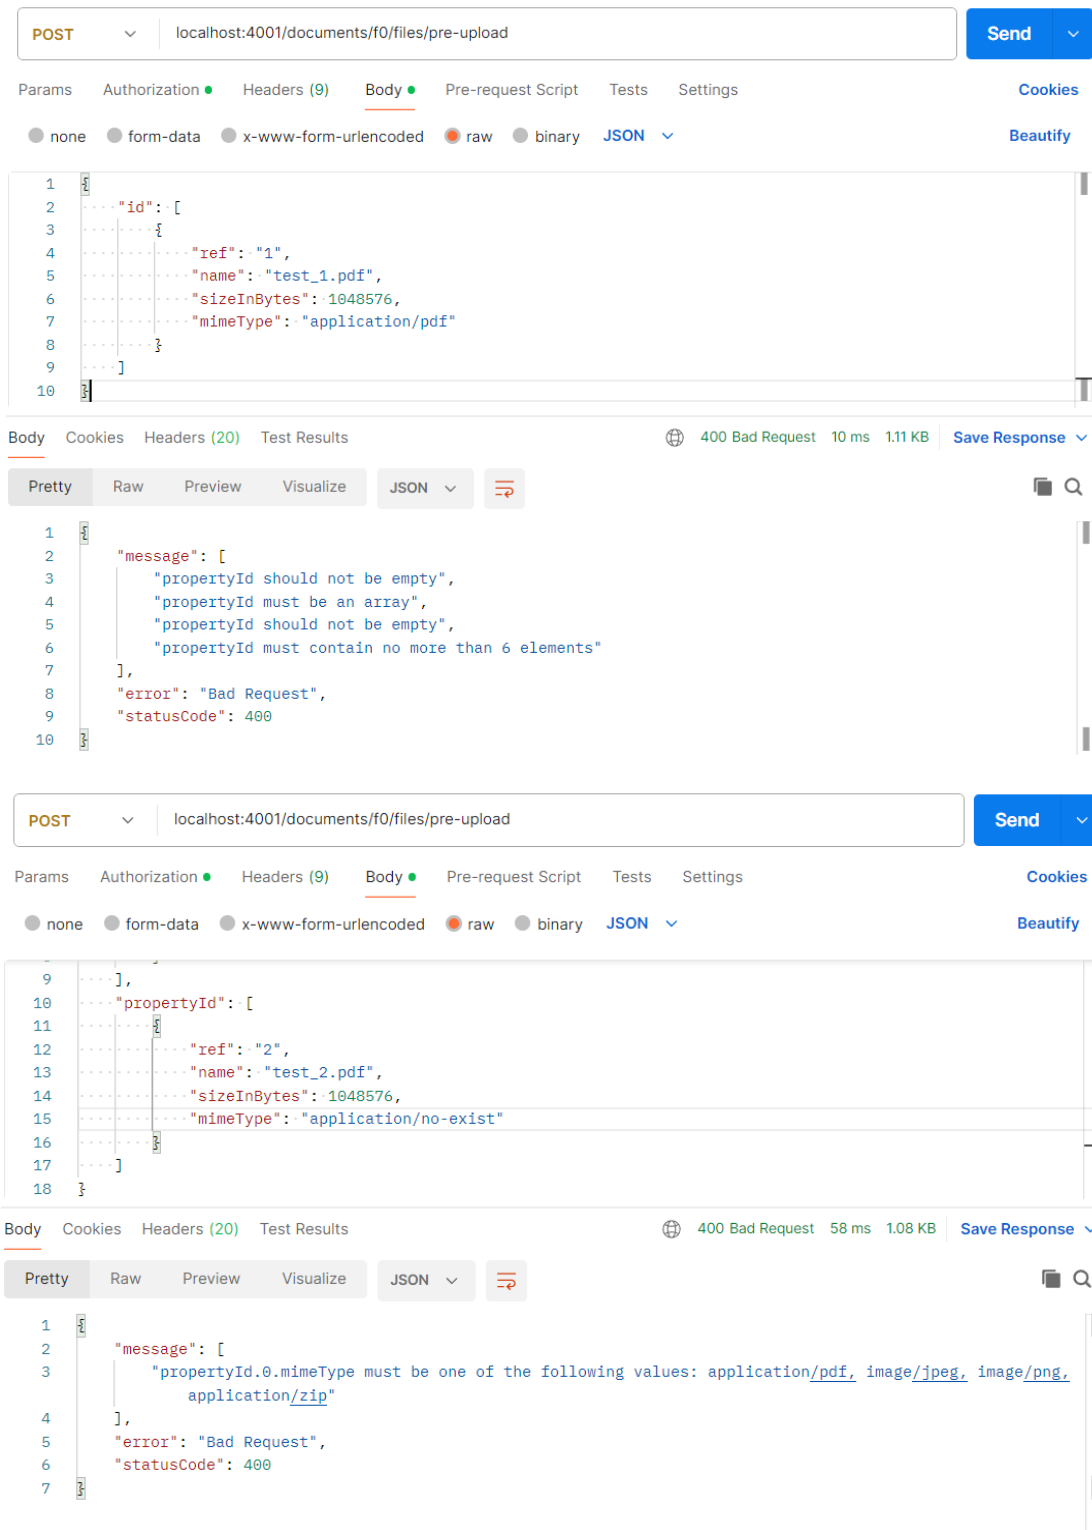 POST localhost:4001/documents/f0/files/pre-upload Send
Params Authorization Headers (9) Body Pre-request Script Tests Settings Cookies
none form-data x-www-form-urlencoded raw binary JSON Beautify
1 {
2 "id": [
3 {
4 "ref": "1",
5 "name": "test_1.pdf",
6 "sizeInBytes": 1048576,
7 "mimeType": "application/pdf"
8 }
9 ]
10 }
Body Cookies Headers (20) Test Results 400 Bad Request 10 ms 1.11 KB Save Response
Pretty Raw Preview Visualize JSON
1 {
2 "message": [
3 "propertyId should not be empty",
4 "propertyId must be an array",
5 "propertyId should not be empty",
6 "propertyId must contain no more than 6 elements"
7 ],
8 "error": "Bad Request",
9 "statusCode": 400
10 }
POST localhost:4001/documents/f0/files/pre-upload Send
Params Authorization Headers (9) Body Pre-request Script Tests Settings Cookies
none form-data x-www-form-urlencoded raw binary JSON Beautify
9 ],
10 "propertyId": [
11 {
12 "ref": "2",
13 "name": "test_2.pdf",
14 "sizeInBytes": 1048576,
15 "mimeType": "application/no-exist"
16 }
17 ]
18 }
Body Cookies Headers (20) Test Results 400 Bad Request 58 ms 1.08 KB Save Response
Pretty Raw Preview Visualize JSON
1 {
2 "message": [
3 "propertyId.0.mimeType must be one of the following values: application/pdf, image/jpeg, image/png,
application/zip"
4 ],
5 "error": "Bad Request",
6 "statusCode": 400
7 }